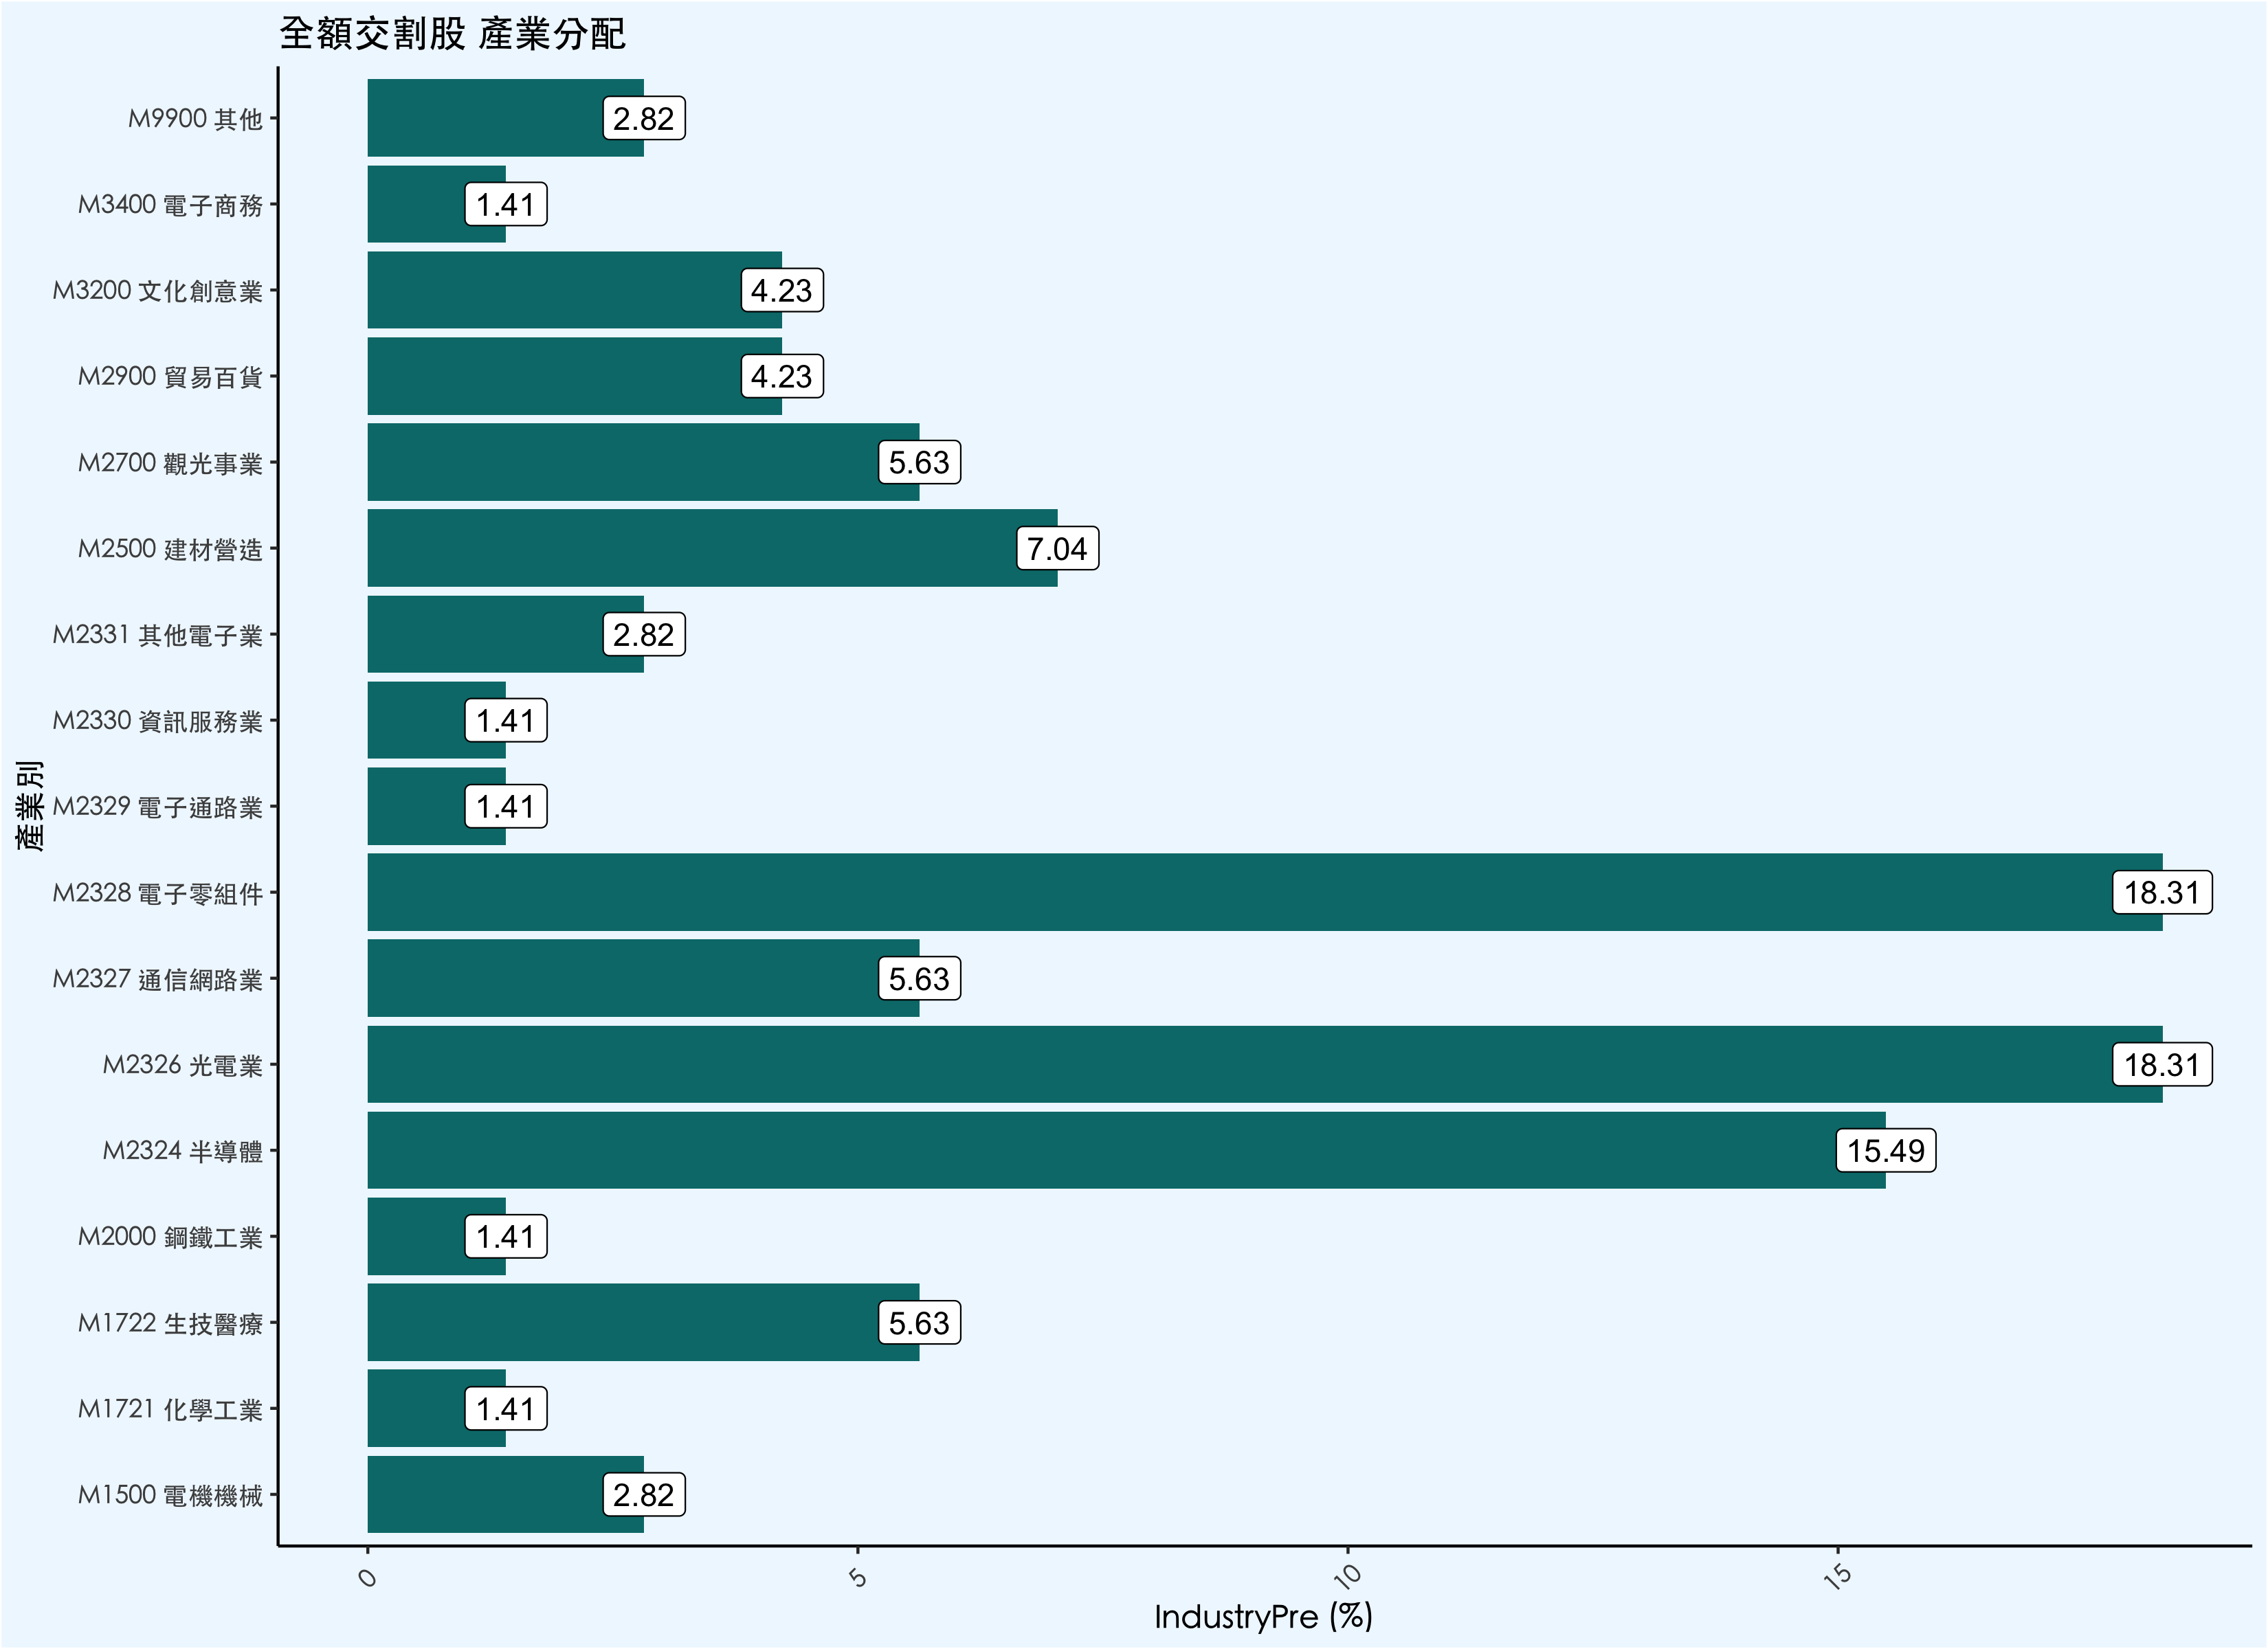 全額交割股 產業分配
產業別
M9900 其他
2.82
M3400 電子商務
1.41
M3200 文化創意業
4.23
M2900 貿易百貨
4.23
M2700 觀光事業
5.63
M2500 建材營造
7.04
M2331 其他電子業
2.82
M2330 資訊服務業
1.41
M2329 電子通路業
1.41
M2328 電子零組件
18.31
M2327 通信網路業
5.63
M2326 光電業
18.31
M2324 半導體
15.49
M2000 鋼鐵工業
1.41
M1722 生技醫療
5.63
M1721 化學工業
1.41
M1500 電機機械
2.82
0
5
10
15
IndustryPre (%)